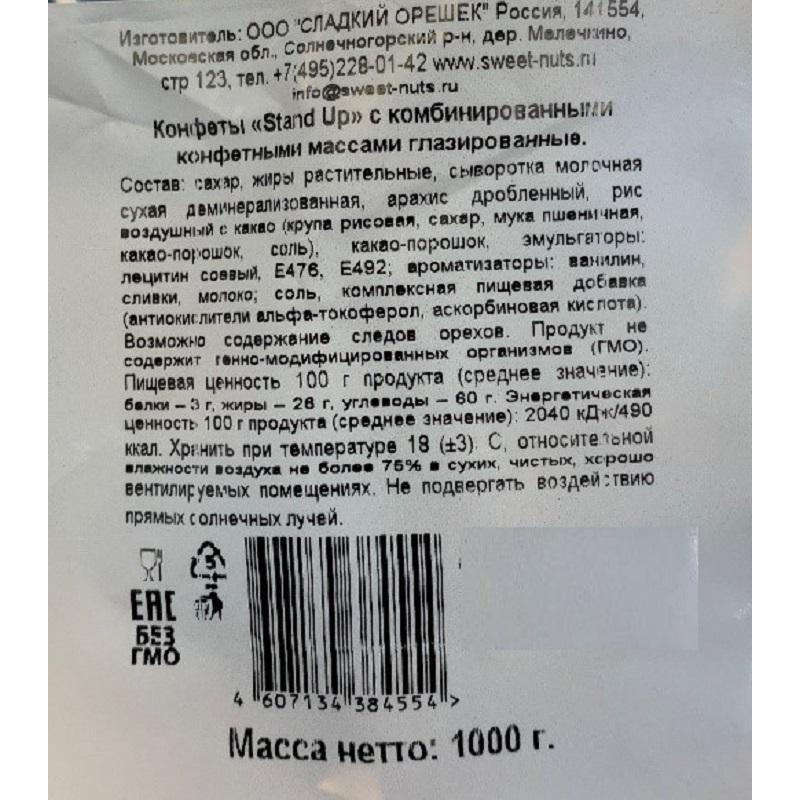 Изготовитель: ООО "СЛАДКИЙ ОРЕШЕК" Россия, 141554,
Московская обл., Солнечногорский р-н, дер. Мелечкино,
стр 123, тел. +7(495)228-01-42 www.sweet-nuts.ru
info@sweet-nuts.ru
Конфеты «Stand Up» с комбинированными
конфетными массами глазированные.
Состав: сахар, жиры растительные, сыворотка молочная
сухая деминерализованная, арахис дробленный, рис
воздушный с какао (крупа рисовая, сахар, мука пшеничная,
какао-порошок, соль), какао-порошок, эмульгаторы:
лецитин соевый, Е476, Е492; ароматизаторы: ванилин,
сливки, молоко; соль, комплексная пищевая добавка
(антиокислители альфа-токоферол, аскорбиновая кислота).
Возможно содержание следов орехов. Продукт не
содержит генно-модифицированных организмов (ГМО).
Пищевая ценность 100 г продукта (среднее значение):
белки – 3 г, жиры – 26 г, углеводы – 60 г. Энергетическая
ценность 100 г продукта (среднее значение): 2040 кДж/490
ккал. Хранить при температуре 18 (±3) С, относительной
влажности воздуха не более 75% в сухих, чистых, хорошо
вентилируемых помещениях. Не подвергать воздействию
прямых солнечных лучей.
5
EAC
БЕЗ
ГМО
4 607134 384554 >
Масса нетто: 1000 г.